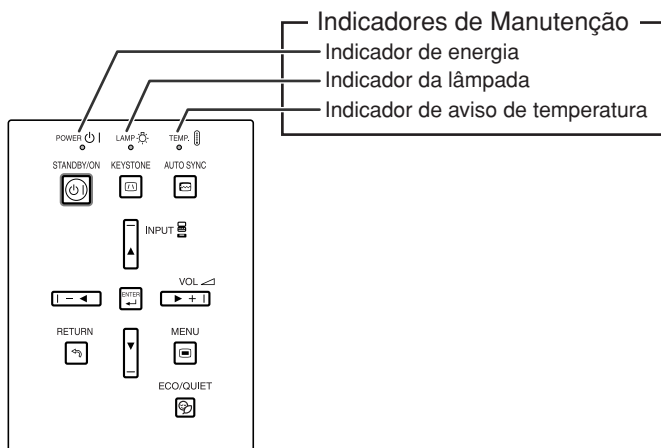 Indicadores de Manutenção
Indicador de energia
Indicador da lâmpada
Indicador de aviso de temperatura
POWER LAMP TEMP.
STANDBY/ON KEYSTONE AUTO SYNC
INPUT
VOL
ENTER
RETURN MENU
ECO/QUIET